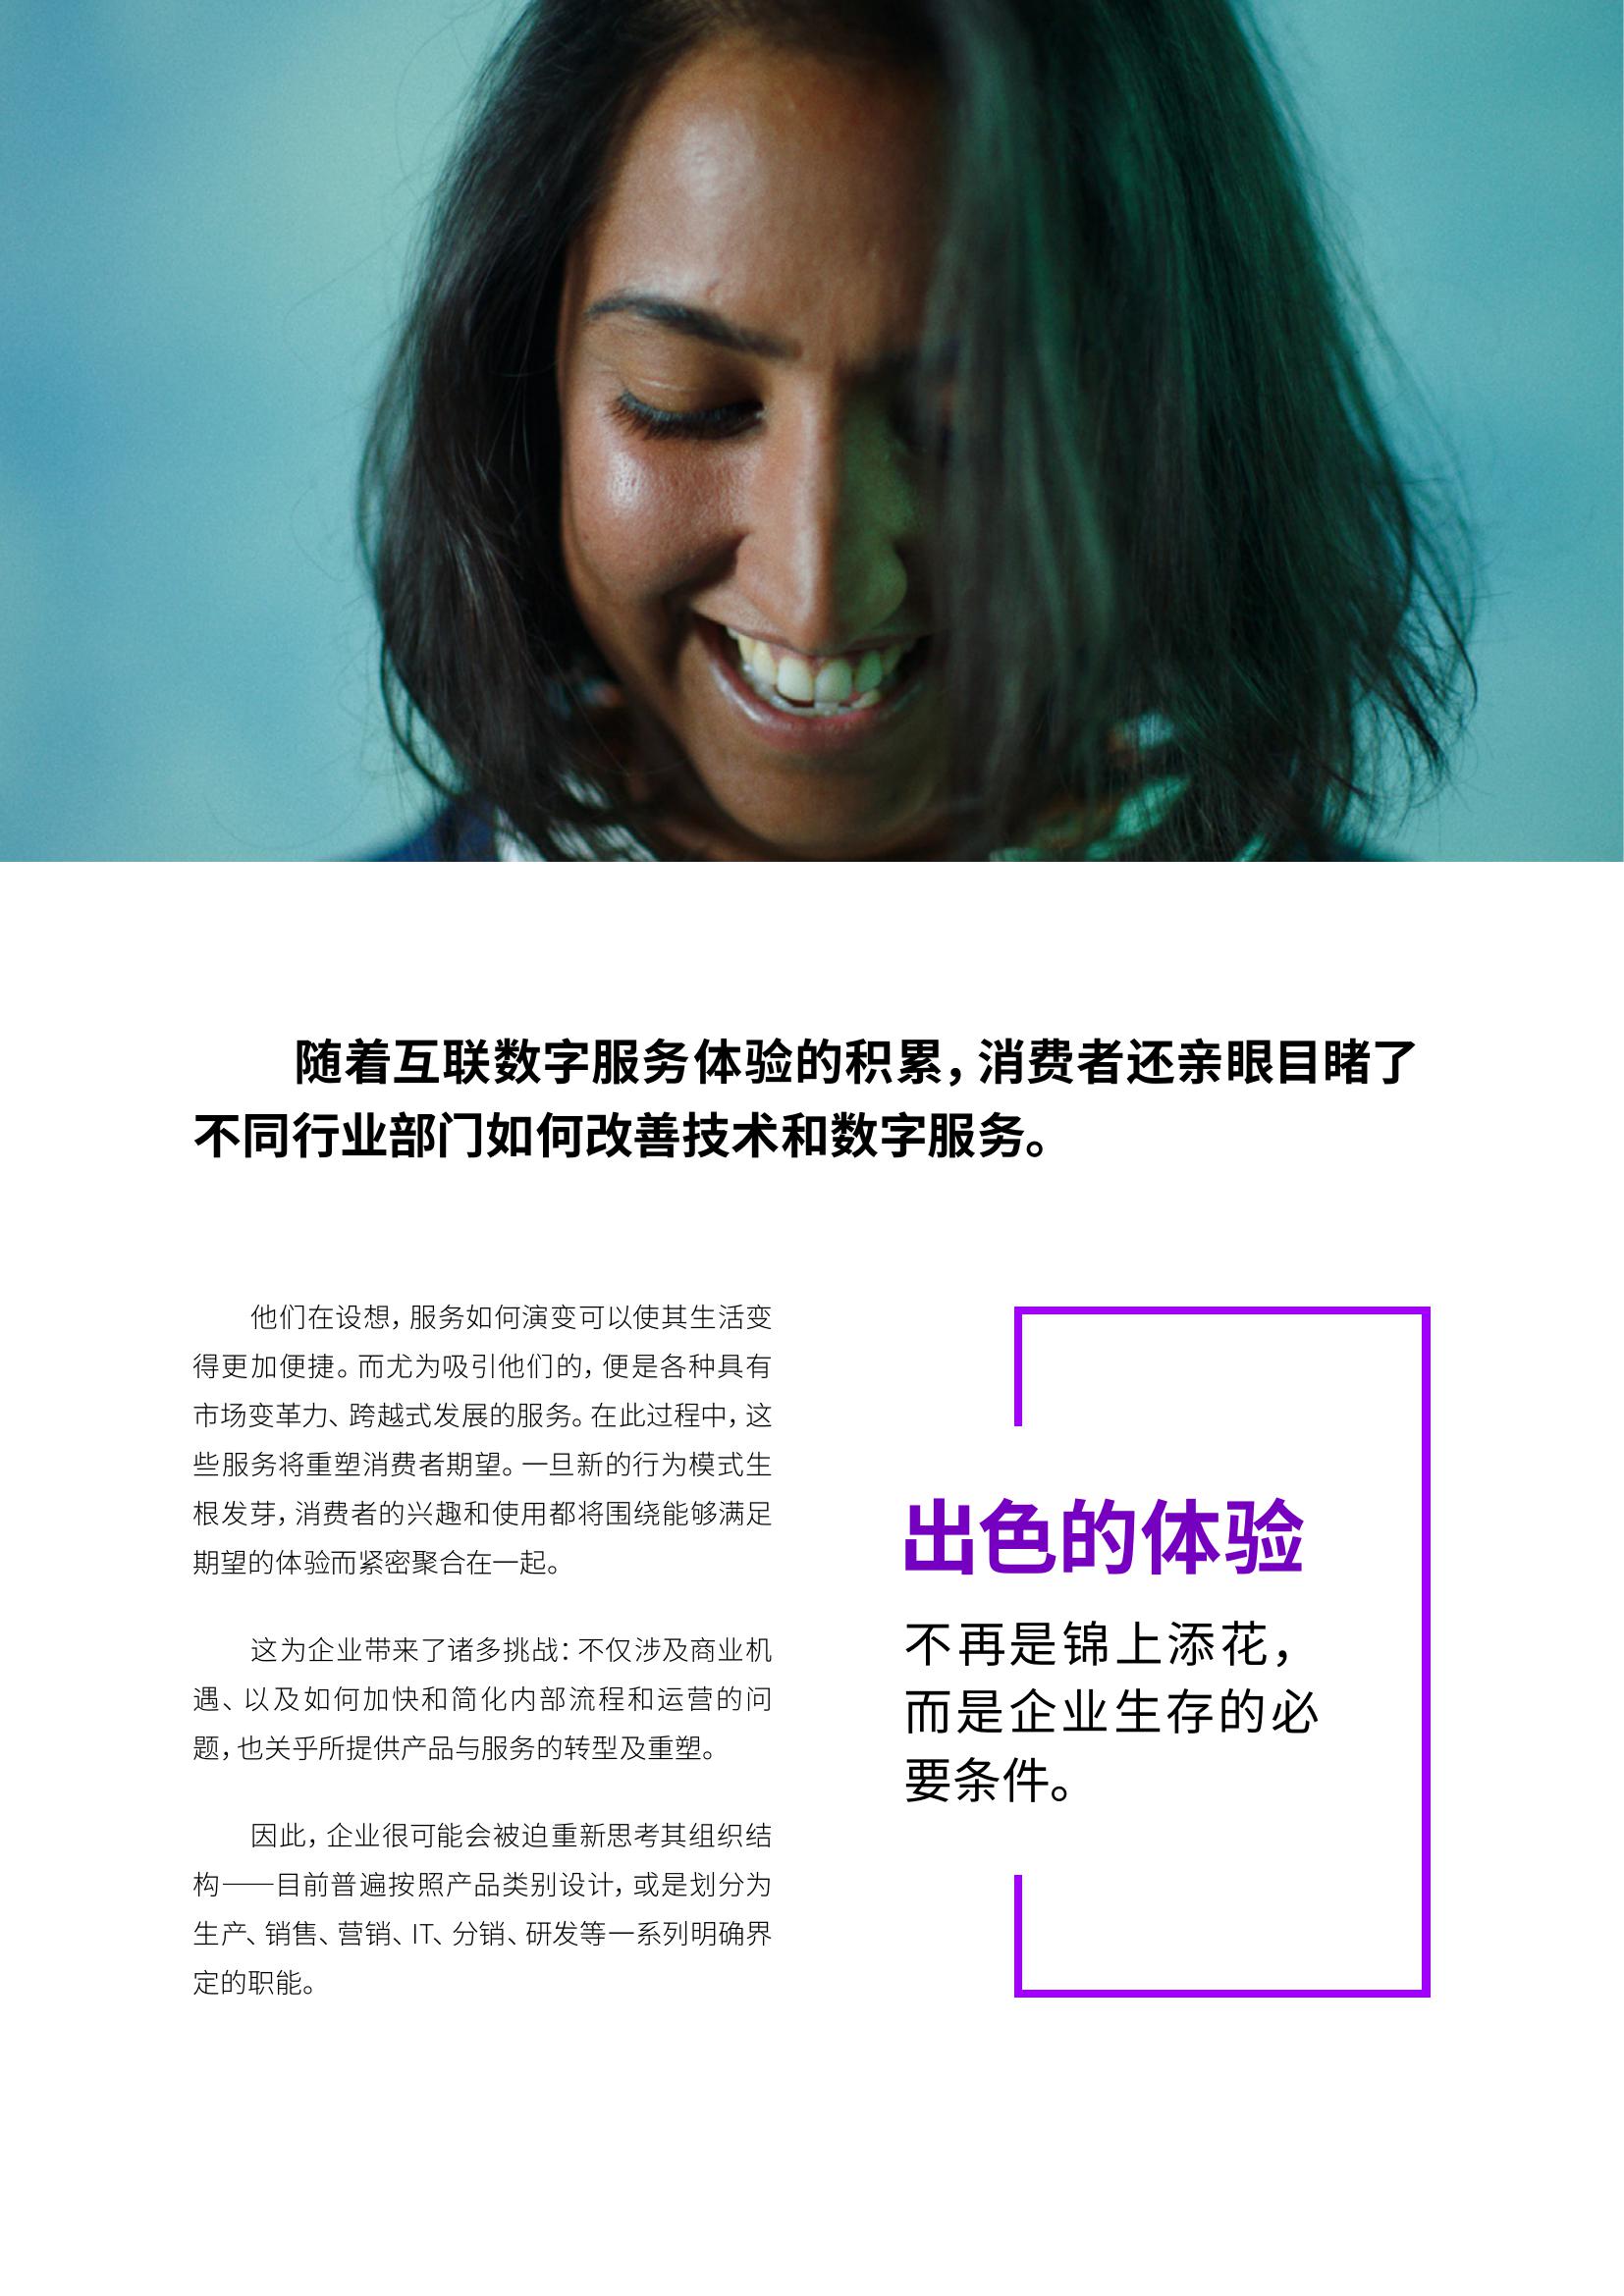 随着互联数字服务体验的积累，消费者还亲眼目睹了
不同行业部门如何改善技术和数字服务。
他们在设想，服务如何演变可以使其生活变
得更加便捷。而尤为吸引他们的，便是各种具有
市场变革力、跨越式发展的服务。在此过程中，这
些服务将重塑消费者期望。一旦新的行为模式生
根发芽，消费者的兴趣和使用都将围绕能够满足
期望的体验而紧密聚合在一起。
这为企业带来了诸多挑战：不仅涉及商业机
遇、以及如何加快和简化内部流程和运营的问
题，也关乎所提供产品与服务的转型及重塑。
因此，企业很可能会被迫重新思考其组织结
构——目前普遍按照产品类别设计，或是划分为
生产、销售、营销、IT、分销、研发等一系列明确界
定的职能。
出色的体验
不再是锦上添花，
而是企业生存的必
要条件。